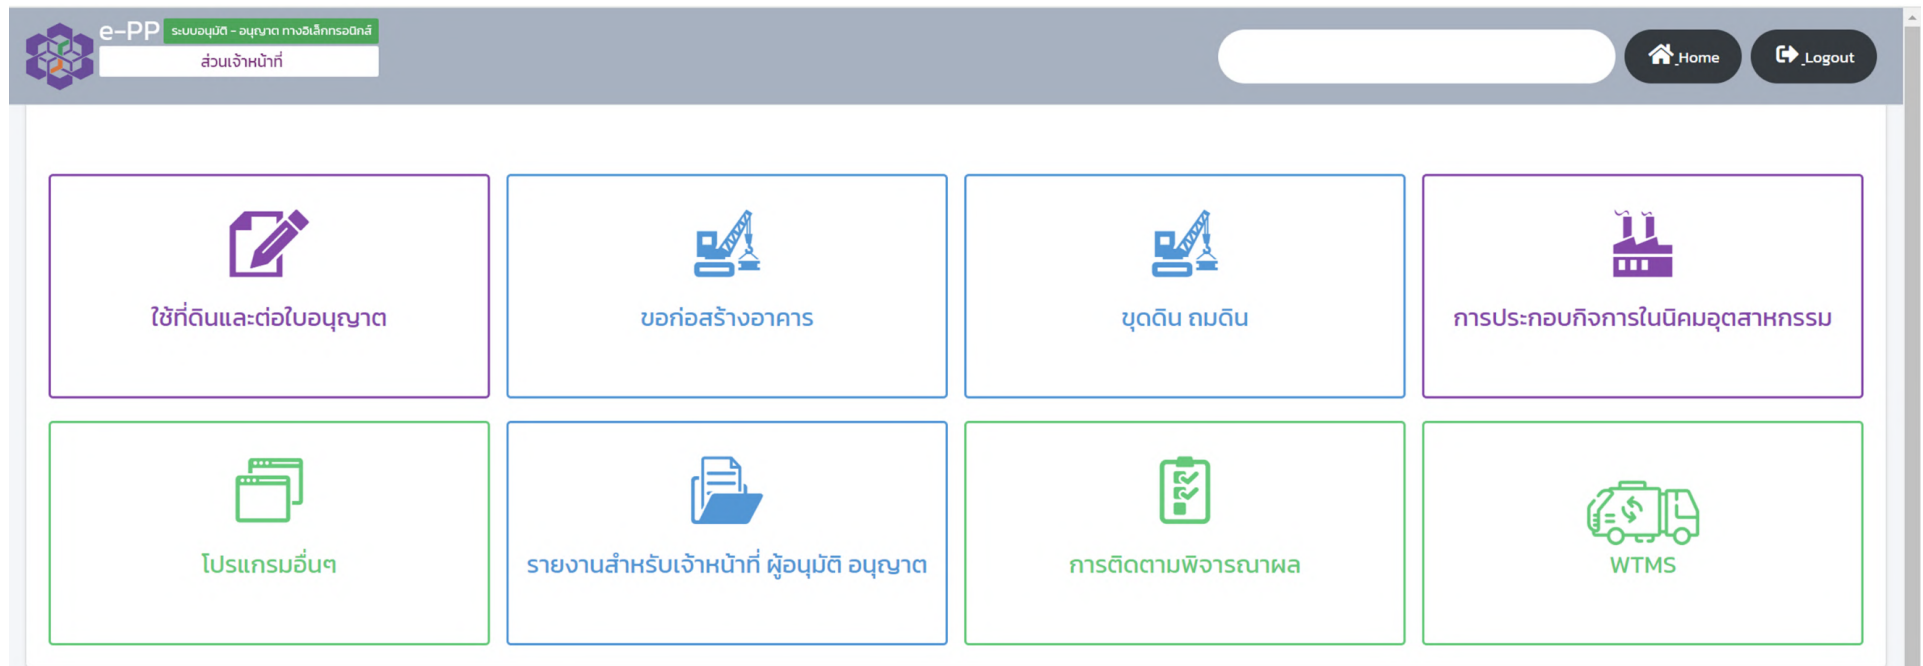 e-PP ระบบอนุมัติ - อนุญาต ทางอิเล็กทรอนิกส์
ส่วนเจ้าหน้าที่
Home
Logout
ใช้ที่ดินและต่อใบอนุญาต
ขอก่อสร้างอาคาร
ขุดดิน ถมดิน
การประกอบกิจการในนิคมอุตสาหกรรม
โปรแกรมอื่นๆ
รายงานสำหรับเจ้าหน้าที่ ผู้อนุมัติ อนุญาต
การติดตามพิจารณาผล
WTMS